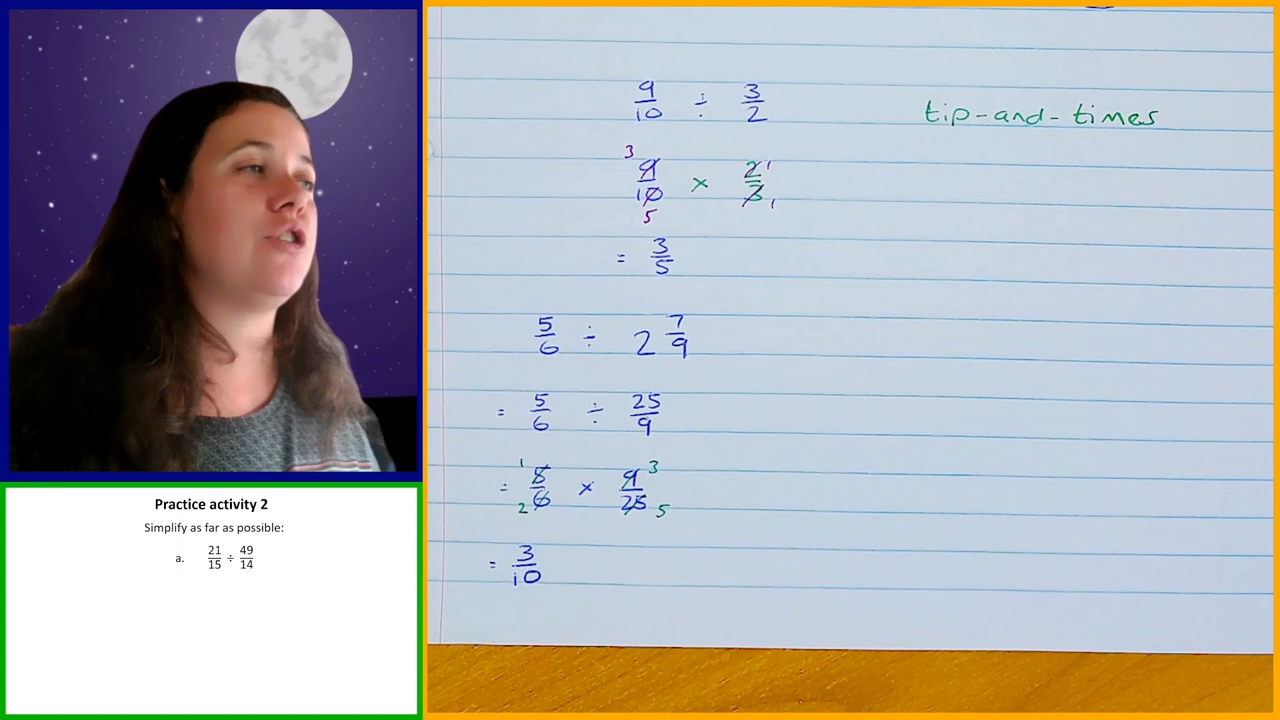 9/10 ÷ 3/2
tip-and-times
3
9/10 × 2/3 1
5 1
= 3/5
5/6 ÷ 2 7/9
= 5/6 ÷ 25/9
1 3
= 5/6 × 9/25
2 5
= 3/10
Practice activity 2
Simplify as far as possible:
a. 21/15 ÷ 49/14